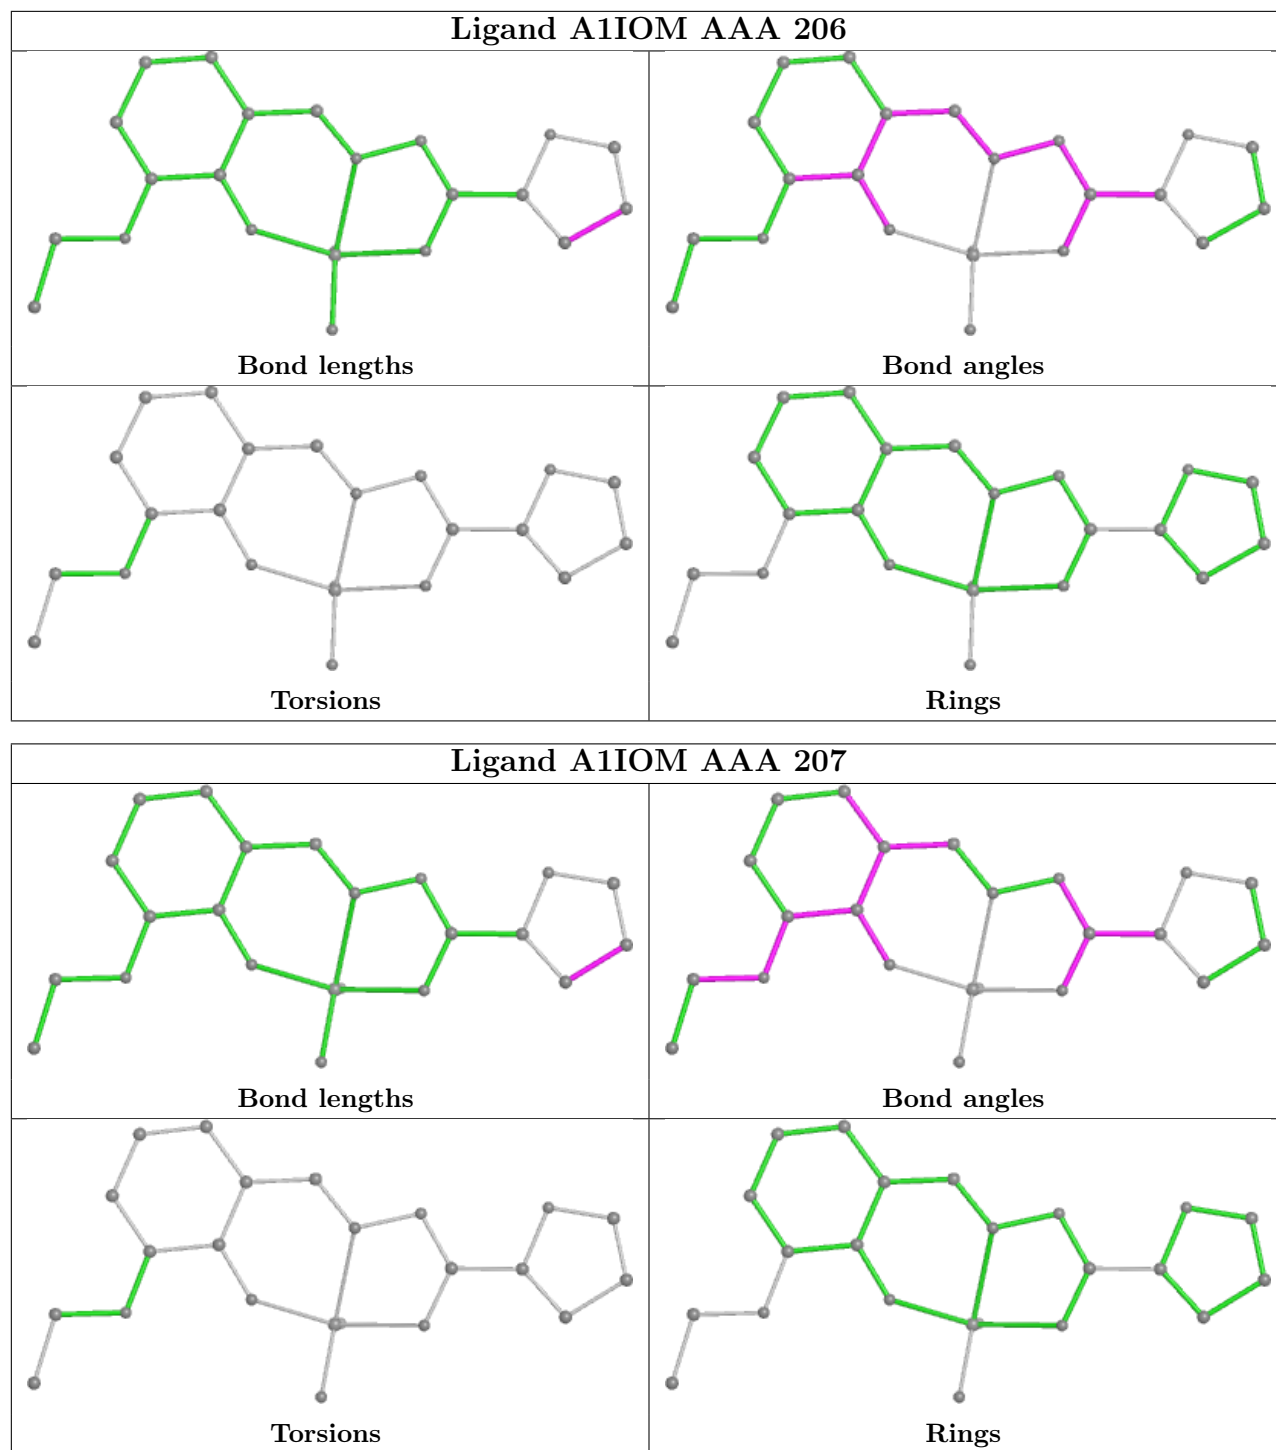 Ligand A1IOM AAA 206
Bond lengths
Bond angles
Torsions
Rings
Ligand A1IOM AAA 207
Bond lengths
Bond angles
Torsions
Rings